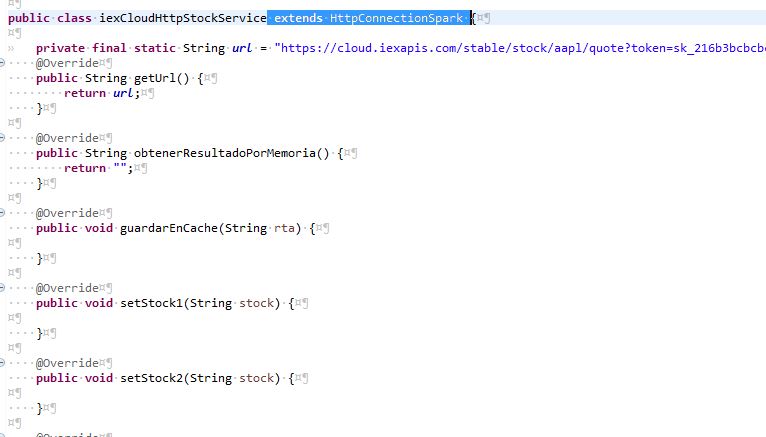 public class iexCloudHttpStockService extends HttpConnectionSpark {
private final static String url = "https://cloud.iexapis.com/stable/stock/aapl/quote?token=sk_216b3bcbcb
@Override
public String getUrl() {
return url;
}
@Override
public String obtenerResultadoPorMemoria() {
return "";
}
@Override
public void guardarEnCache(String rta) {
}
@Override
public void setStock1(String stock) {
}
@Override
public void setStock2(String stock) {
}